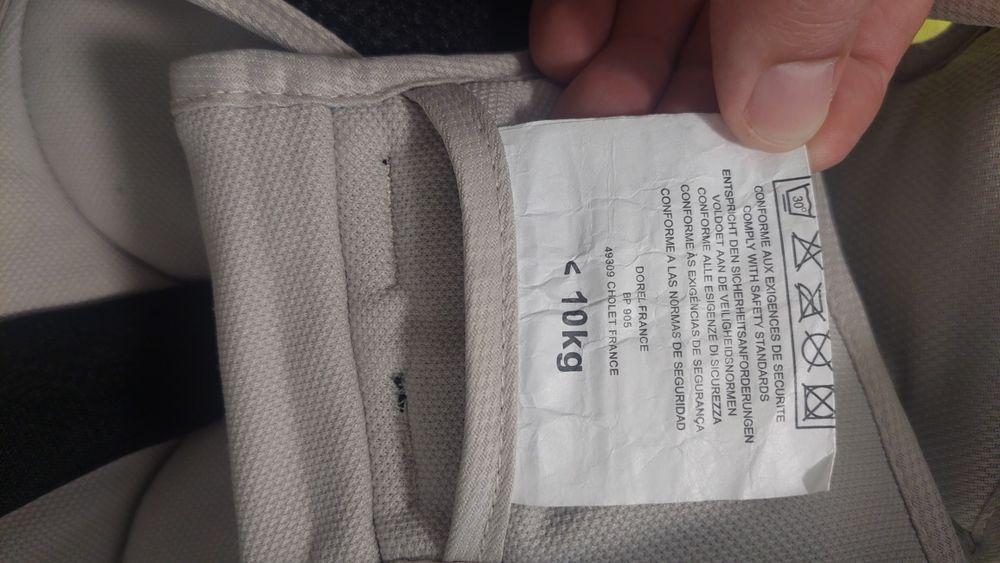 30°
CONFORME AUX EXIGENCES DE SECURITE
COMPLY WITH SAFETY STANDARDS
ENTSPRICHT DEN SICHERHEITSANFORDERUNGEN
VOLDOET AAN DE VEILIGHEIDSNORMEN
CONFORME ALLE ESIGENZE DI SICUREZZA
CONFORME ÀS EXIGÊNCIAS DE SEGURANÇA
CONFORME A LAS NORMAS DE SEGURIDAD
DOREL FRANCE
BP 905
49309 CHOLET FRANCE
< 10kg